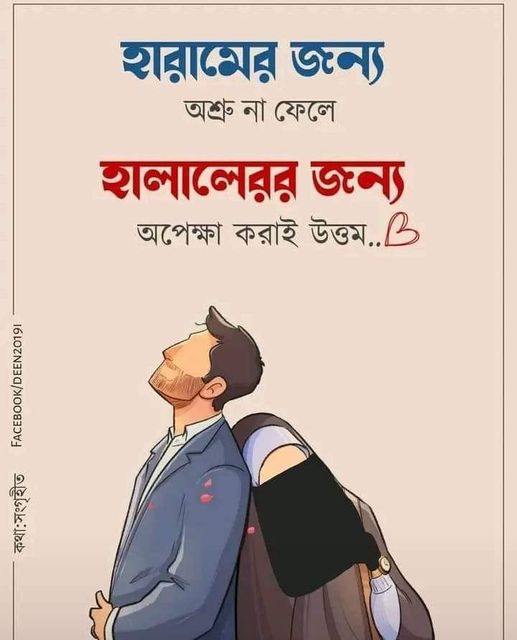 হারামের জন্য
অশ্রু না ফেলে
হালালেরর জন্য
অপেক্ষা করাই উত্তম..
FACEBOOK/DEEN20191
কথা:সংগৃহীত